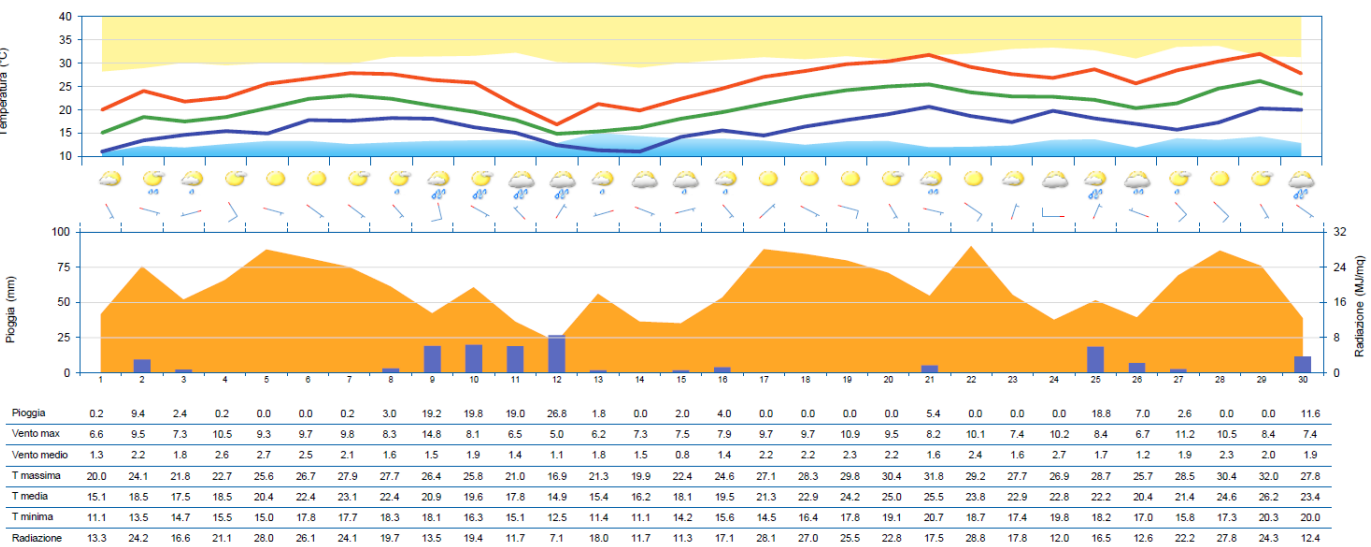 40
35
30
25
20
15
10
Temperatura (°C)
100 32
75 24
50 16
25 8
0 0
Pioggia (mm)
Radiazione (MJ/mq)
1 2 3 4 5 6 7 8 9 10 11 12 13 14 15 16 17 18 19 20 21 22 23 24 25 26 27 28 29 30
Pioggia 0.2 9.4 2.4 0.2 0.0 0.0 0.2 3.0 19.2 19.8 19.0 26.8 1.8 0.0 2.0 4.0 0.0 0.0 0.0 0.0 5.4 0.0 0.0 0.0 18.8 7.0 2.6 0.0 0.0 11.6
Vento max 6.6 9.5 7.3 10.5 9.3 9.7 9.8 8.3 14.8 8.1 6.5 5.0 6.2 7.3 7.5 7.9 9.7 9.7 10.9 9.5 8.2 10.1 7.4 10.2 8.4 6.7 11.2 10.5 8.4 7.4
Vento medio 1.3 2.2 1.8 2.6 2.7 2.5 2.1 1.6 1.5 1.9 1.4 1.1 1.8 1.5 0.8 1.4 2.2 2.2 2.3 2.2 1.6 2.4 1.6 2.7 1.7 1.2 1.9 2.3 2.0 1.9
T massima 20.0 24.1 21.8 22.7 25.6 26.7 27.9 27.7 26.4 25.8 21.0 16.9 21.3 19.9 22.4 24.6 27.1 28.3 29.8 30.4 31.8 29.2 27.7 26.9 28.7 25.7 28.5 30.4 32.0 27.8
T media 15.1 18.5 17.5 18.5 20.4 22.4 23.1 22.4 20.9 19.6 17.8 14.9 15.4 16.2 18.1 19.5 21.3 22.9 24.2 25.0 25.5 23.8 22.9 22.8 22.2 20.4 21.4 24.6 26.2 23.4
T minima 11.1 13.5 14.7 15.5 15.0 17.8 17.7 18.3 18.1 16.3 15.1 12.5 11.4 11.1 14.2 15.6 14.5 16.4 17.8 19.1 20.7 18.7 17.4 19.8 18.2 17.0 15.8 17.3 20.3 20.0
Radiazione 13.3 24.2 16.6 21.1 28.0 26.1 24.1 19.7 13.5 19.4 11.7 7.1 18.0 11.7 11.3 17.1 28.1 27.0 25.5 22.8 17.5 28.8 17.8 12.0 16.5 12.6 22.2 27.8 24.3 12.4